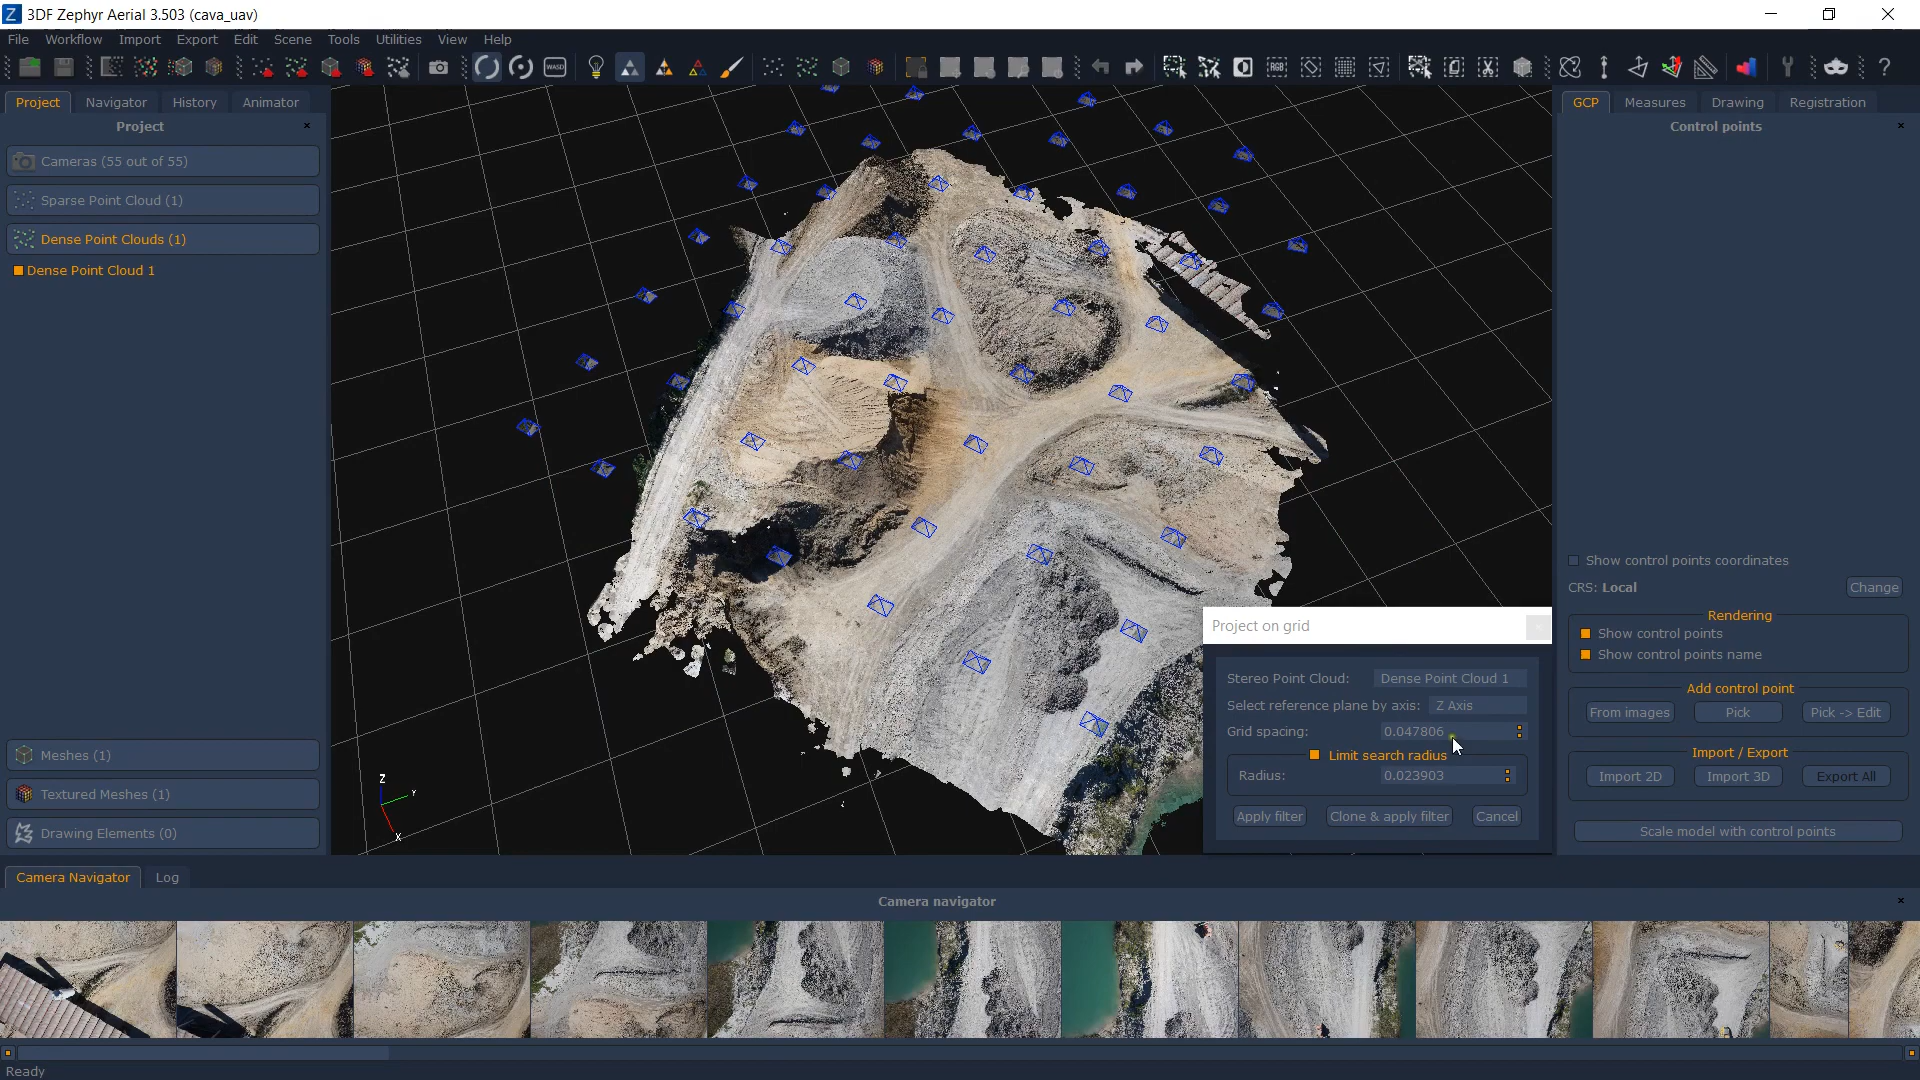 3DF Zephyr Aerial 3.503 (cava_uav)
File Workflow Import Export Edit Scene Tools Utilities View Help
WASD
RGB
Project Navigator History Animator
Project
Cameras (55 out of 55)
Sparse Point Cloud (1)
Dense Point Clouds (1)
Dense Point Cloud 1
Meshes (1)
Textured Meshes (1)
Drawing Elements (0)
Z
Y
X
Project on grid
Stereo Point Cloud: Dense Point Cloud 1
Select reference plane by axis: Z Axis
Grid spacing: 0.047806
Limit search radius
Radius: 0.023903
Apply filter Clone & apply filter Cancel
GCP Measures Drawing Registration
Control points
Show control points coordinates
CRS: Local Change
Rendering
Show control points
Show control points name
Add control point
From images Pick Pick -> Edit
Import / Export
Import 2D Import 3D Export All
Scale model with control points
Camera Navigator Log
Camera navigator
Ready